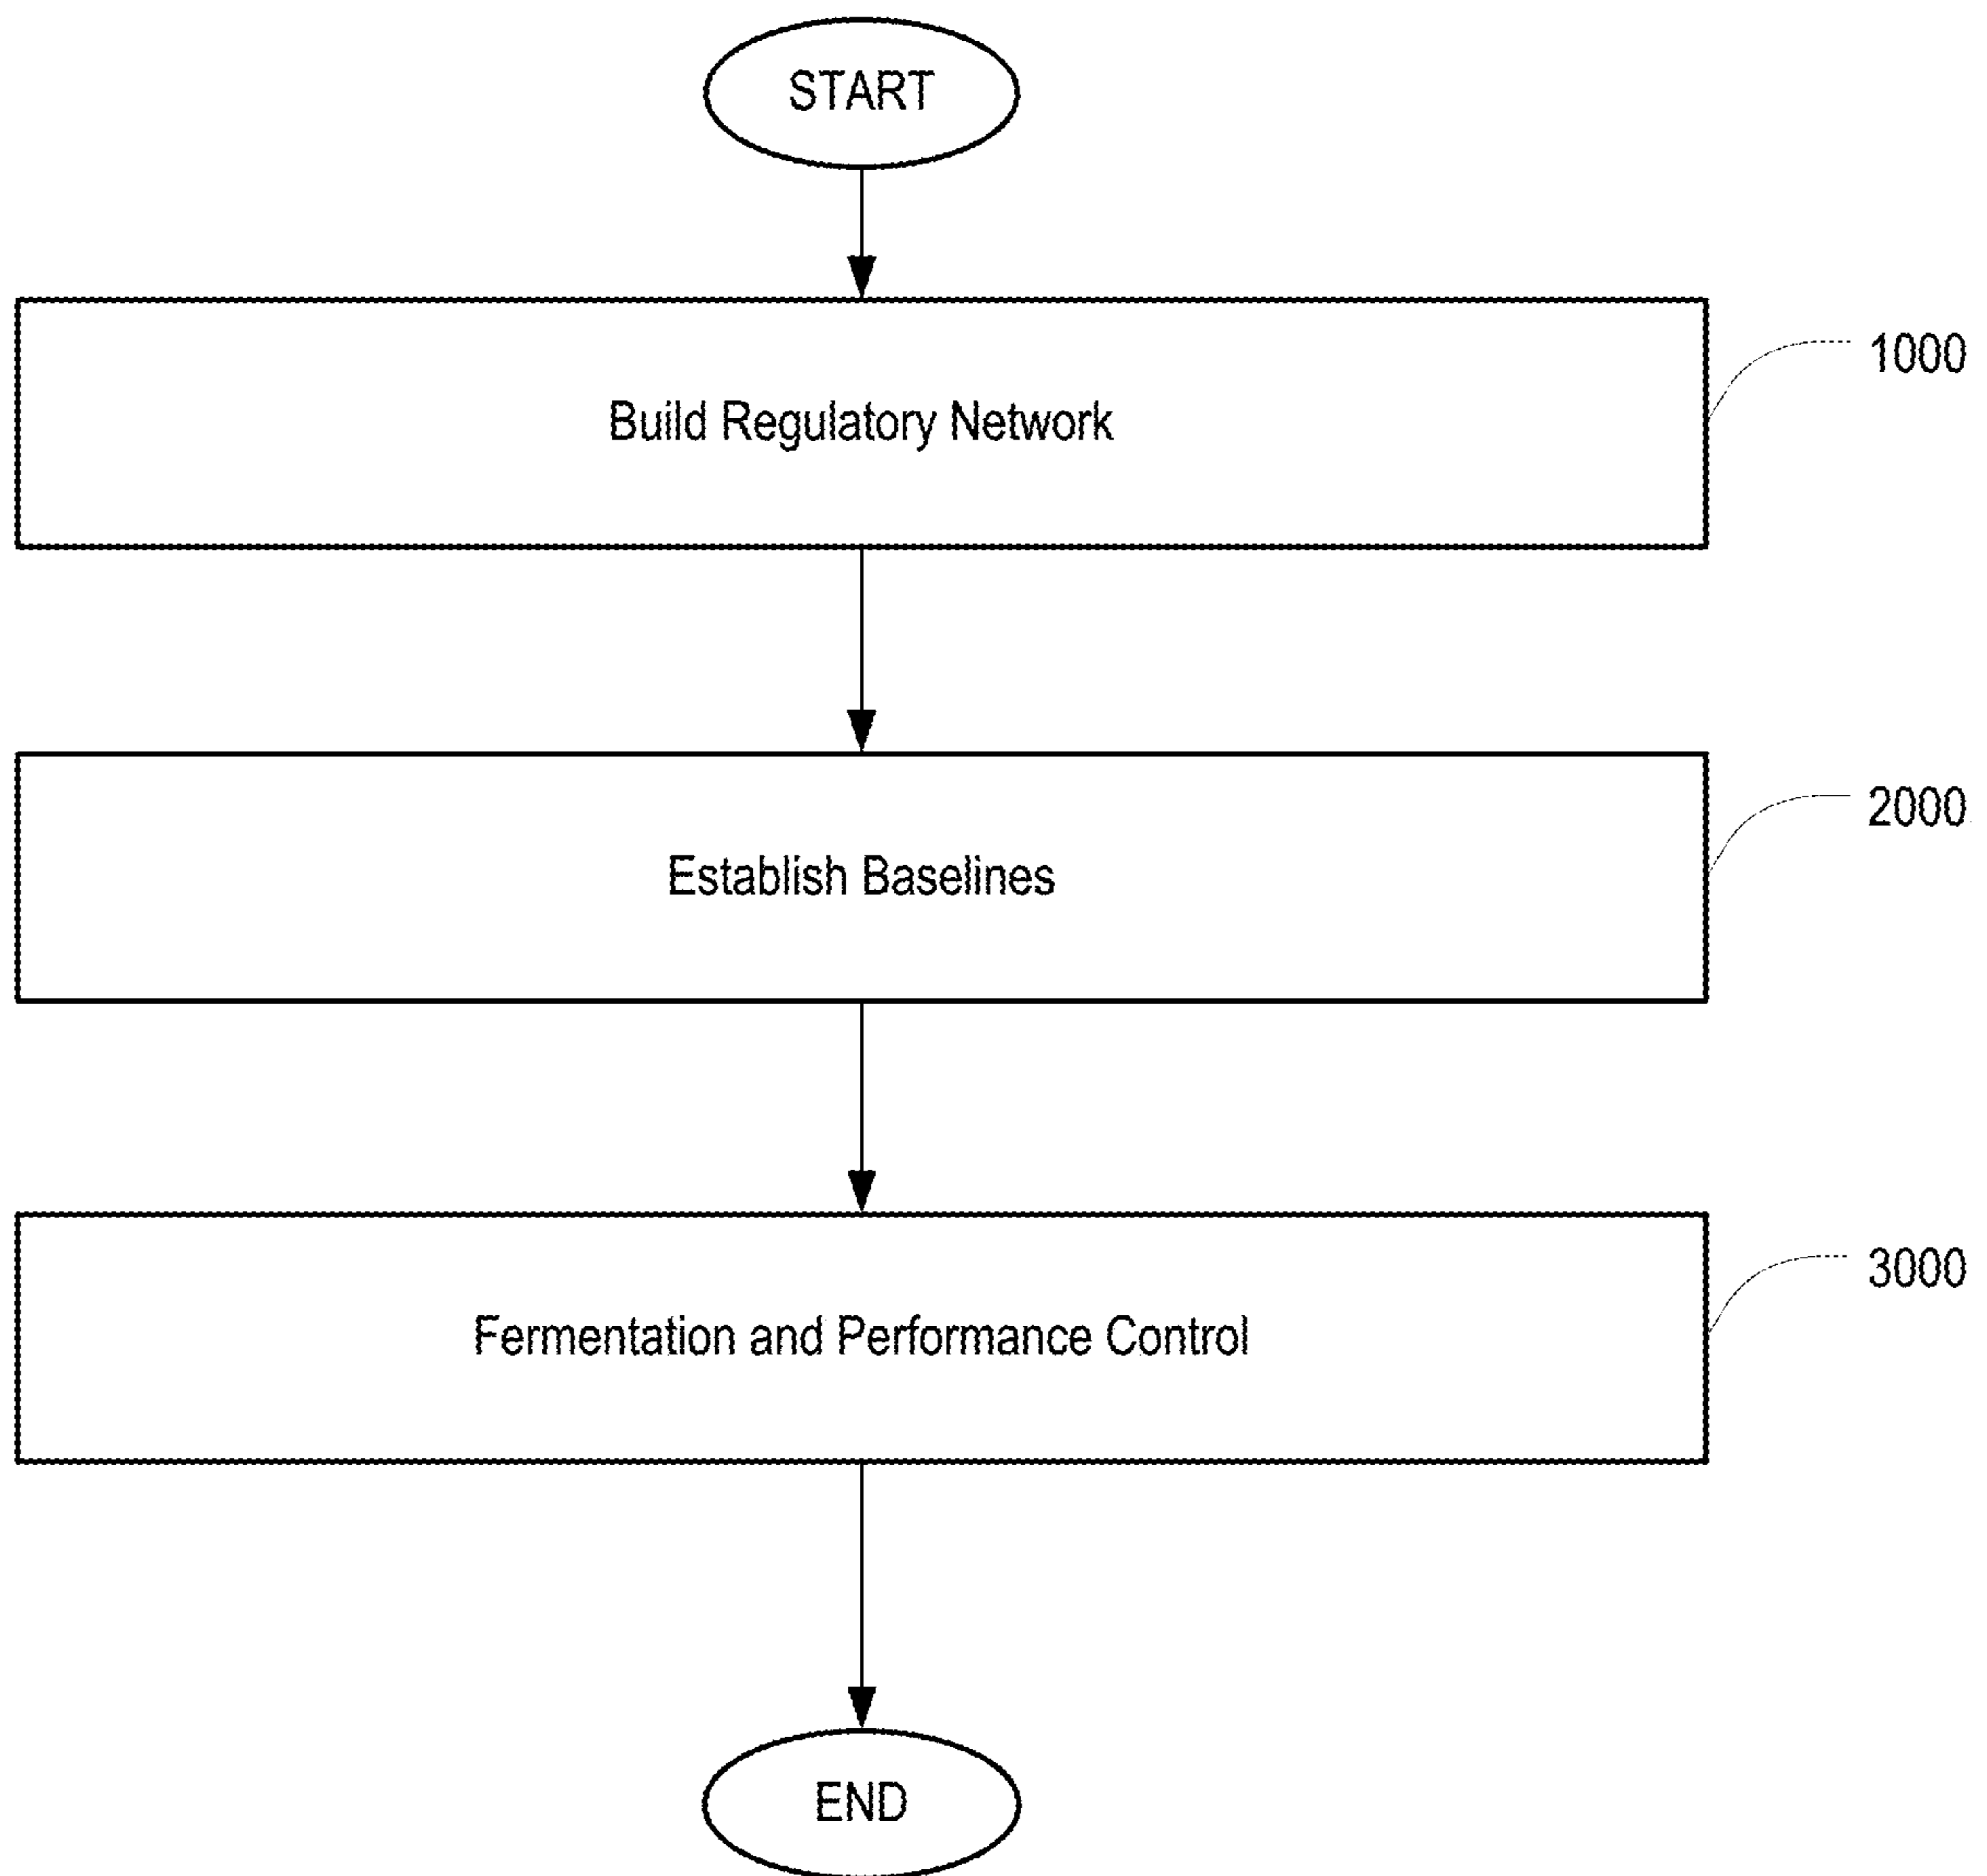 START
Build Regulatory Network
1000
Establish Baselines
2000
Fermentation and Performance Control
3000
END